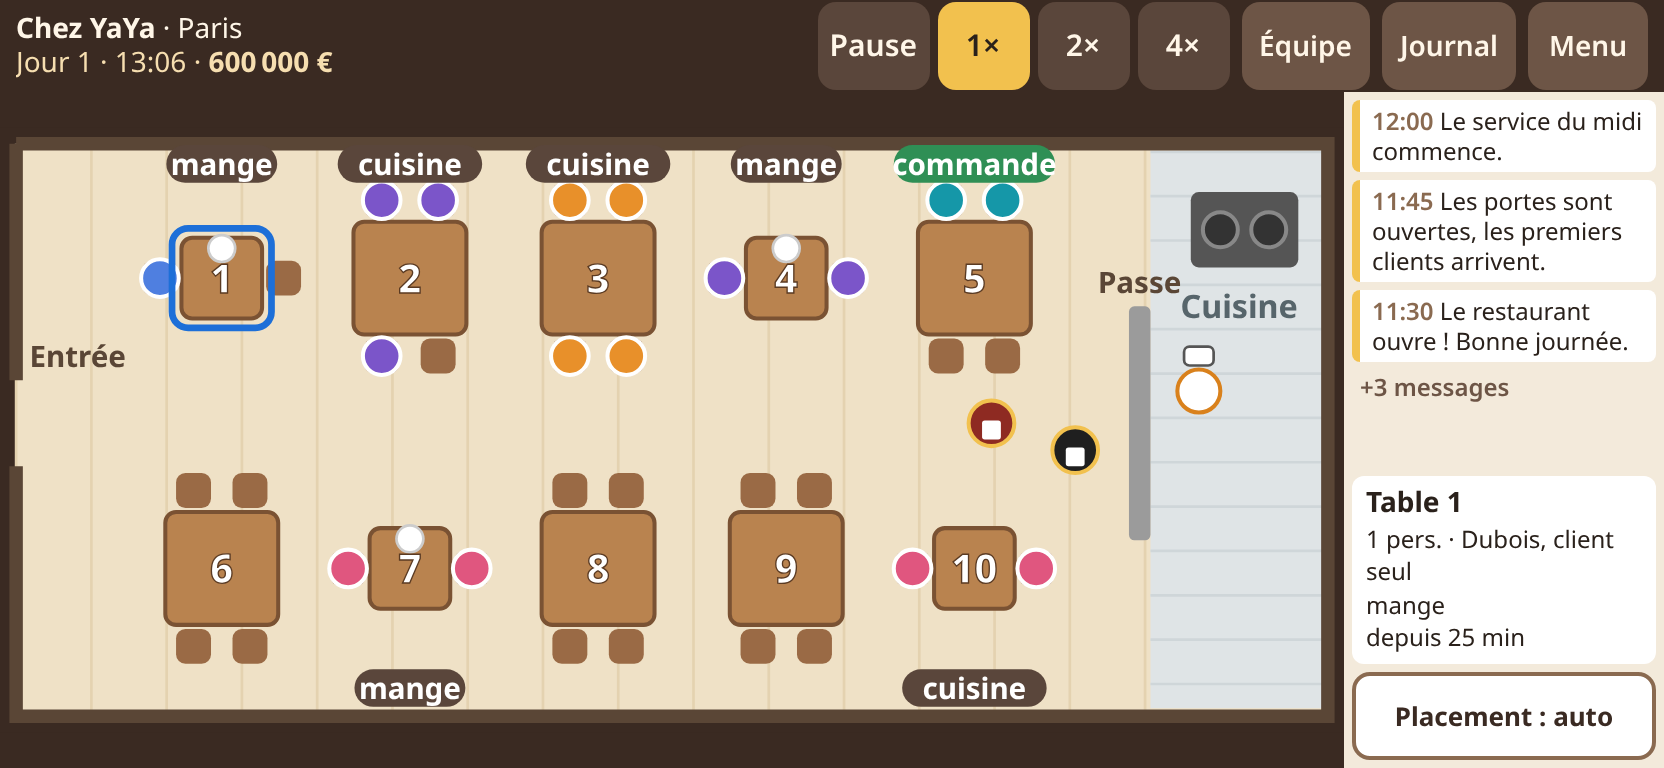 Chez YaYa · Paris
Jour 1 · 13:06 · 600 000 €
Pause
1×
2×
4×
Équipe
Journal
Menu
mange
cuisine
cuisine
mange
commande
1
2
3
4
5
Passe
Cuisine
Entrée
6
7
8
9
10
mange
cuisine
12:00 Le service du midi
commence.
11:45 Les portes sont
ouvertes, les premiers
clients arrivent.
11:30 Le restaurant
ouvre ! Bonne journée.
+3 messages
Table 1
1 pers. · Dubois, client
seul
mange
depuis 25 min
Placement : auto